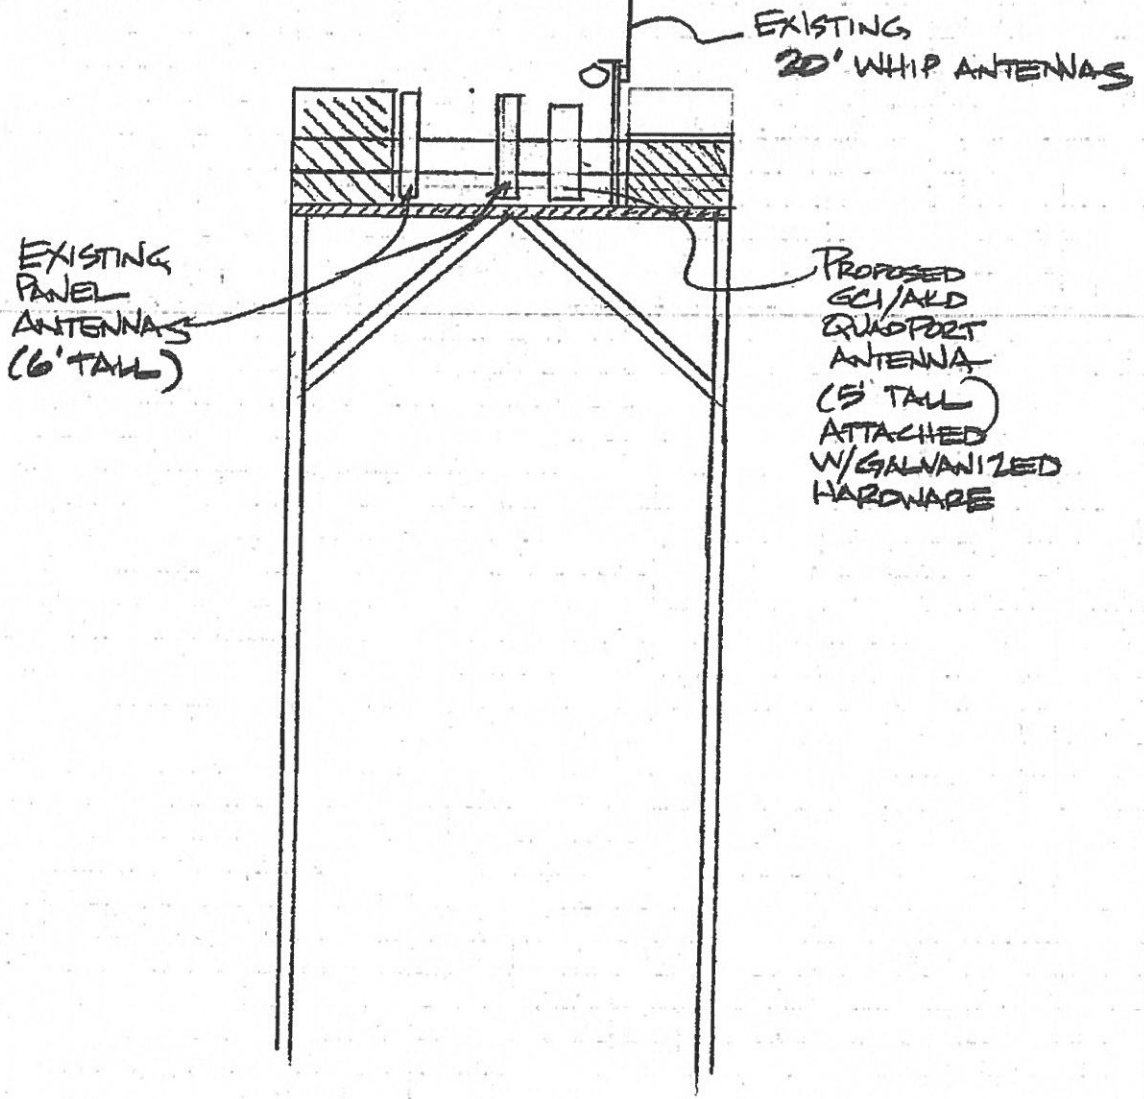 EXISTING
20' WHIP ANTENNAS
EXISTING
PANEL
ANTENNAS
(6' TALL)
PROPOSED
GCI/AKD
QUADPORT
ANTENNA
(5' TALL)
ATTACHED
W/GALVANIZED
HARDWARE